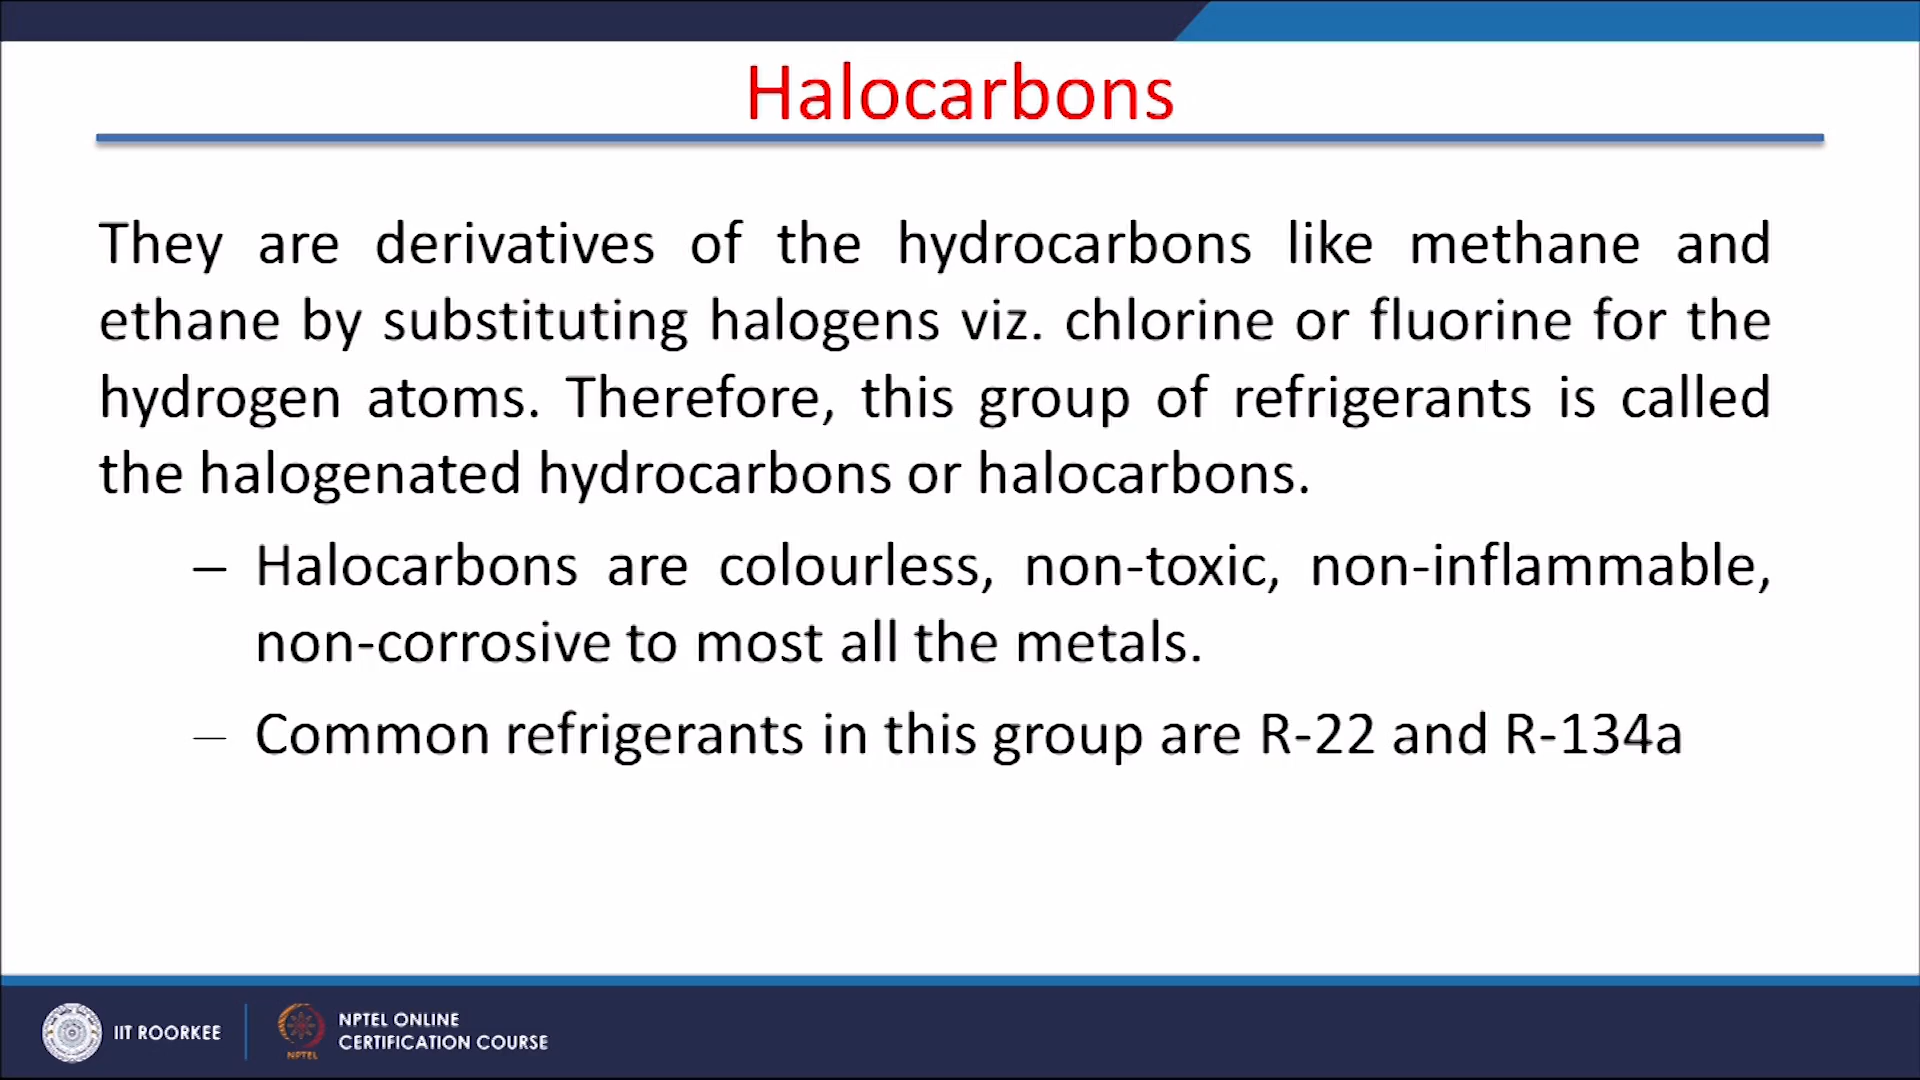 Halocarbons
They are derivatives of the hydrocarbons like methane and
ethane by substituting halogens viz. chlorine or fluorine for the
hydrogen atoms. Therefore, this group of refrigerants is called
the halogenated hydrocarbons or halocarbons.
– Halocarbons are colourless, non-toxic, non-inflammable,
non-corrosive to most all the metals.
– Common refrigerants in this group are R-22 and R-134a
IIT ROORKEE
NPTEL
NPTEL ONLINE
CERTIFICATION COURSE